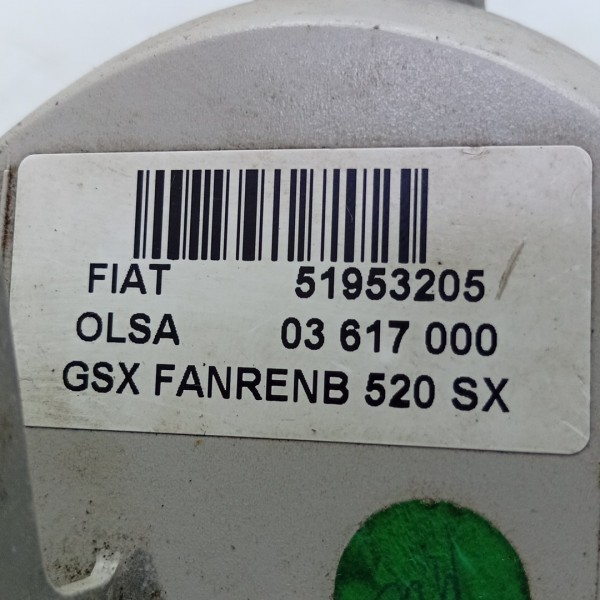 FIAT 51953205
OLSA 03 617 000
GSX FANRENB 520 SX